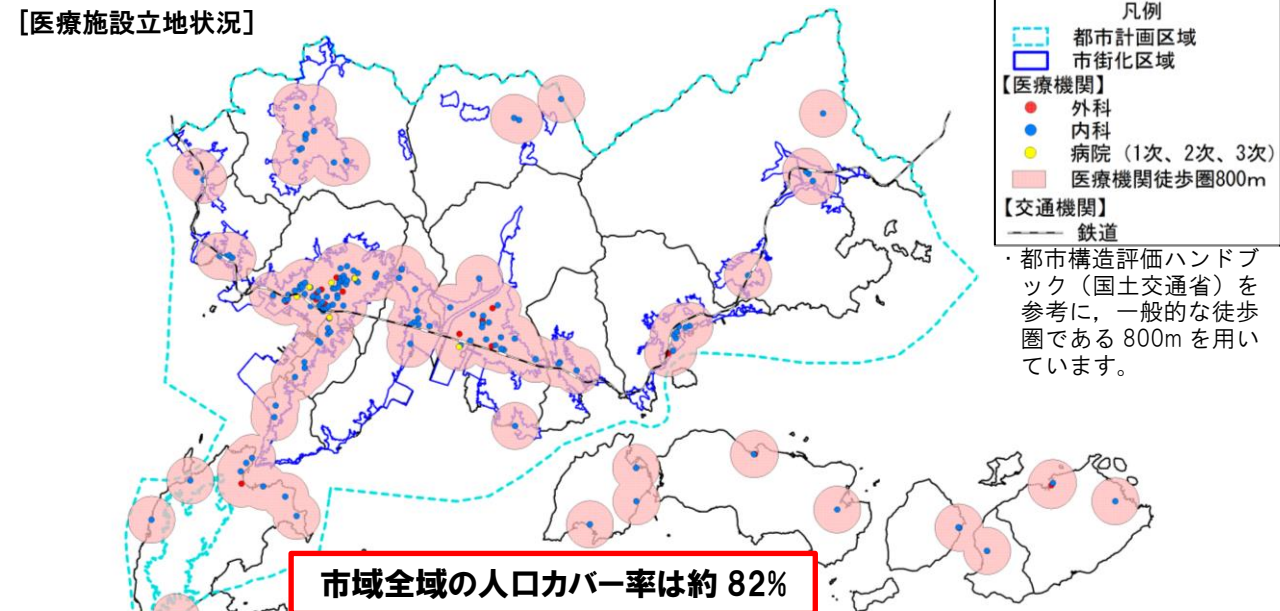 [医療施設立地状況]
凡例
都市計画区域
市街化区域
【医療機関】
外科
内科
病院（1次、2次、3次）
医療機関徒歩圏800m
【交通機関】
鉄道
・都市構造評価ハンドブ
ック（国土交通省）を
参考に，一般的な徒歩
圏である 800m を用い
ています。
市域全域の人口カバー率は約 82%